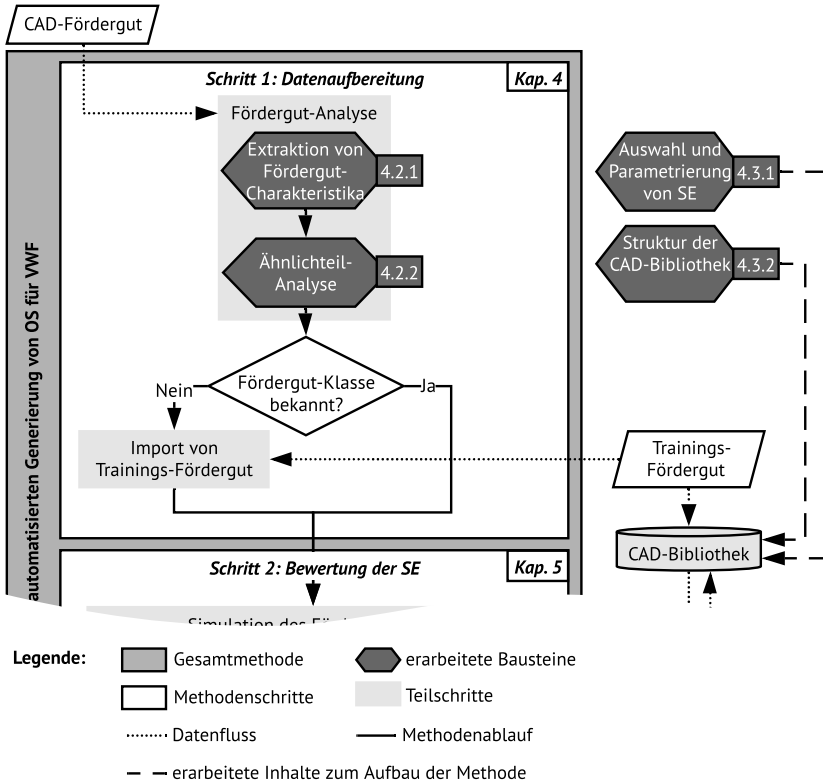 CAD-Fördergut
Schritt 1: Datenaufbereitung
Kap. 4
Fördergut-Analyse
Extraktion von
Fördergut-
Charakteristika
4.2.1
Ähnlichteil-
Analyse
4.2.2
Auswahl und
Parametrierung
von SE
4.3.1
Struktur der
CAD-Bibliothek
4.3.2
automatisierten Generierung von OS für VWF
Fördergut-Klasse
bekannt?
Nein
Ja
Import von
Trainings-Fördergut
Trainings-
Fördergut
CAD-Bibliothek
Schritt 2: Bewertung der SE
Kap. 5
Simulation des
Legende:
Gesamtmethode
erarbeitete Bausteine
Methodenschritte
Teilschritte
Datenfluss
Methodenablauf
erarbeitete Inhalte zum Aufbau der Methode